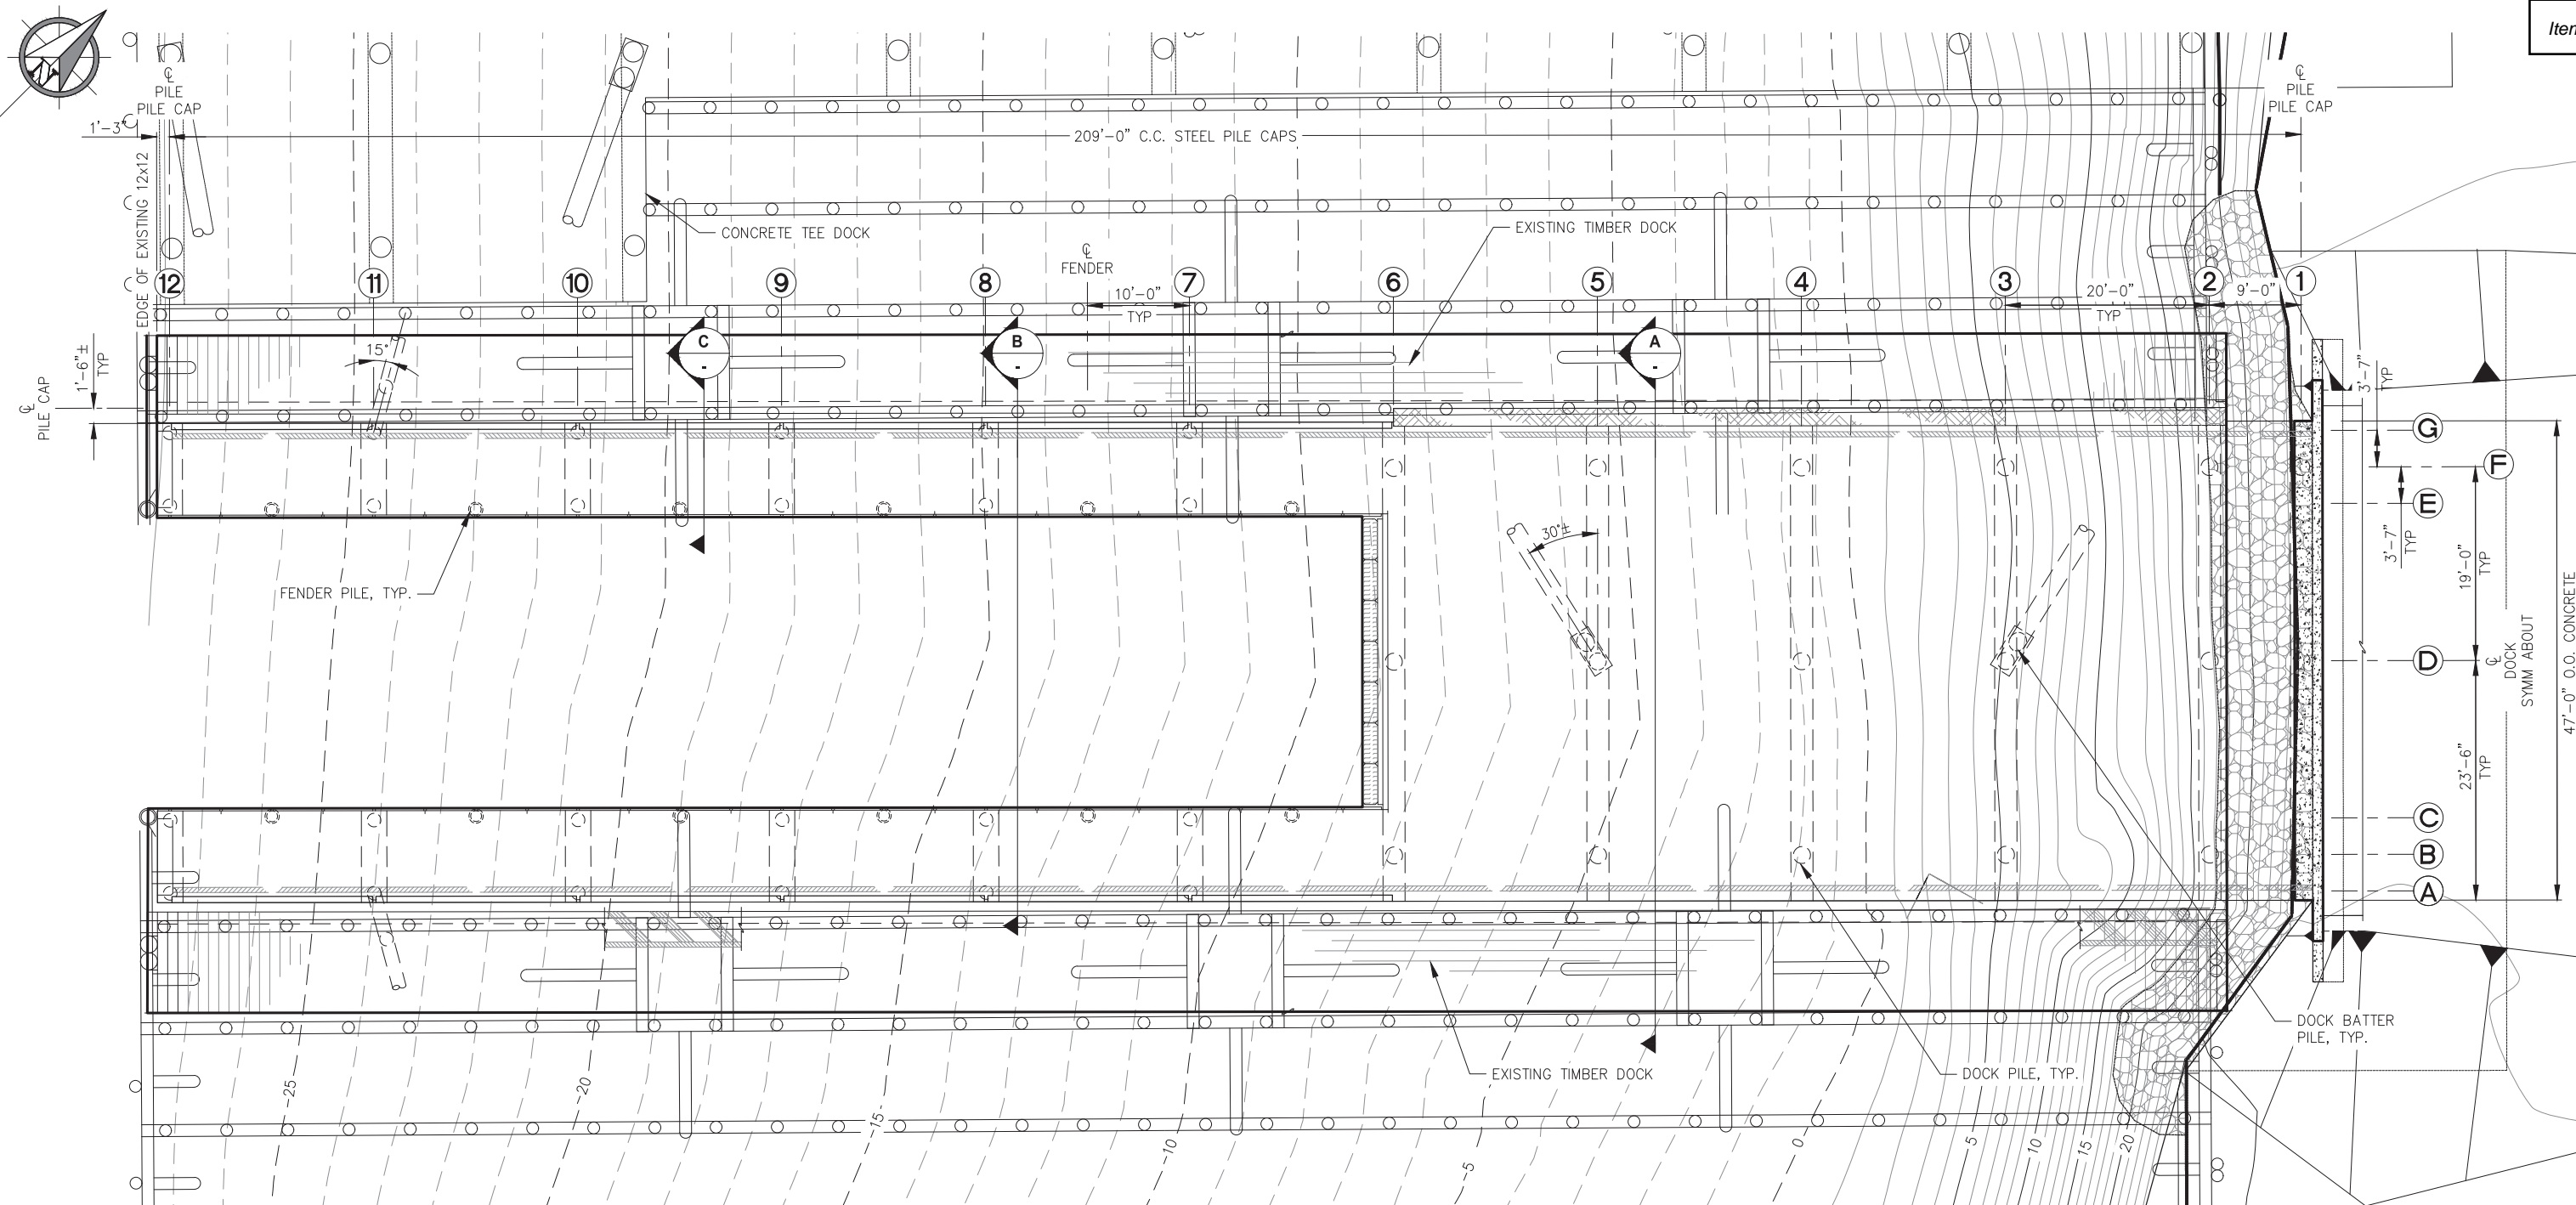 Item
N
℄
PILE
PILE CAP
1'-3"
209'-0" C.C. STEEL PILE CAPS
℄
PILE
PILE CAP
EDGE OF EXISTING 12x12
CONCRETE TEE DOCK
EXISTING TIMBER DOCK
℄
FENDER
12
11
10
9
8
7
6
5
4
3
2
1
10'-0"
TYP
20'-0"
TYP
9'-0"
1'-6"±
TYP
15°
C
-
B
-
A
-
℄
PILE CAP
3'-7"
TYP
G
F
E
3'-7"
TYP
19'-0"
TYP
30°±
FENDER PILE, TYP.
D
℄
DOCK
SYMM ABOUT
47'-0" O.O. CONCRETE
23'-6"
TYP
C
B
A
DOCK BATTER
PILE, TYP.
EXISTING TIMBER DOCK
DOCK PILE, TYP.
-25
-20
-15
-10
-5
0
5
10
15
20